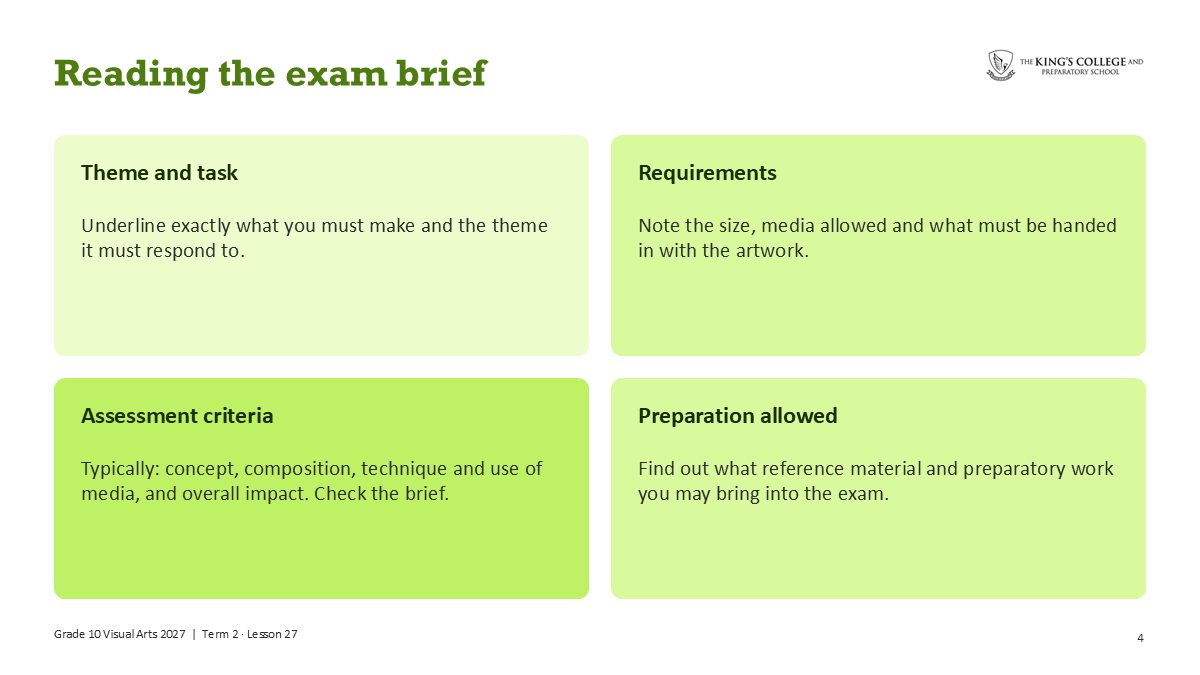 Reading the exam brief
THE KING'S COLLEGE AND
PREPARATORY SCHOOL
Theme and task
Underline exactly what you must make and the theme
it must respond to.
Requirements
Note the size, media allowed and what must be handed
in with the artwork.
Assessment criteria
Typically: concept, composition, technique and use of
media, and overall impact. Check the brief.
Preparation allowed
Find out what reference material and preparatory work
you may bring into the exam.
Grade 10 Visual Arts 2027 | Term 2 · Lesson 27
4